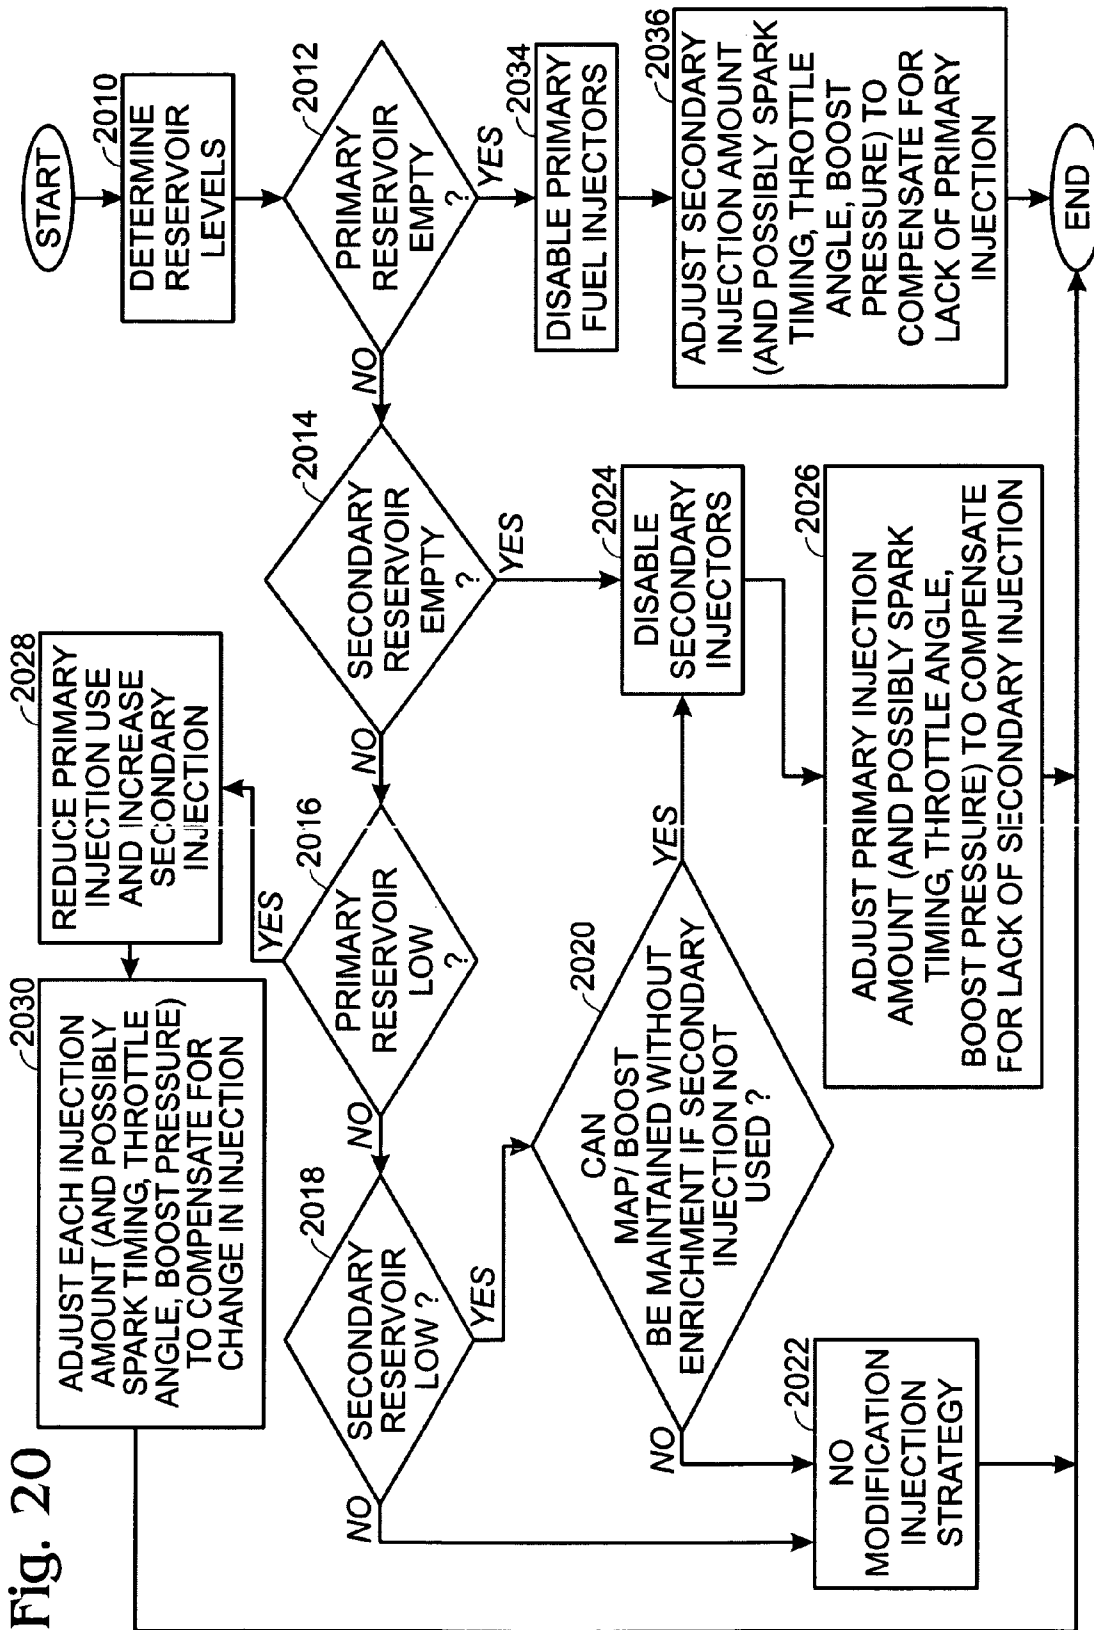 Fig. 20
START
2010
DETERMINE
RESERVOIR
LEVELS
2012
PRIMARY
RESERVOIR
EMPTY
?
YES
NO
2034
DISABLE PRIMARY
FUEL INJECTORS
2036
ADJUST SECONDARY
INJECTION AMOUNT
(AND POSSIBLY SPARK
TIMING, THROTTLE
ANGLE, BOOST
PRESSURE) TO
COMPENSATE FOR
LACK OF PRIMARY
INJECTION
END
2014
SECONDARY
RESERVOIR
EMPTY
?
YES
NO
2024
DISABLE
SECONDARY
INJECTORS
2026
ADJUST PRIMARY INJECTION
AMOUNT (AND POSSIBLY SPARK
TIMING, THROTTLE ANGLE,
BOOST PRESSURE) TO COMPENSATE
FOR LACK OF SECONDARY INJECTION
2016
PRIMARY
RESERVOIR
LOW
?
YES
NO
2028
REDUCE PRIMARY
INJECTION USE
AND INCREASE
SECONDARY
INJECTION
2030
ADJUST EACH INJECTION
AMOUNT (AND POSSIBLY
SPARK TIMING, THROTTLE
ANGLE, BOOST PRESSURE)
TO COMPENSATE FOR
CHANGE IN INJECTION
2018
SECONDARY
RESERVOIR
LOW ?
YES
NO
2020
CAN
MAP/ BOOST
BE MAINTAINED WITHOUT
ENRICHMENT IF SECONDARY
INJECTION NOT
USED ?
YES
NO
2022
NO
MODIFICATION
INJECTION
STRATEGY